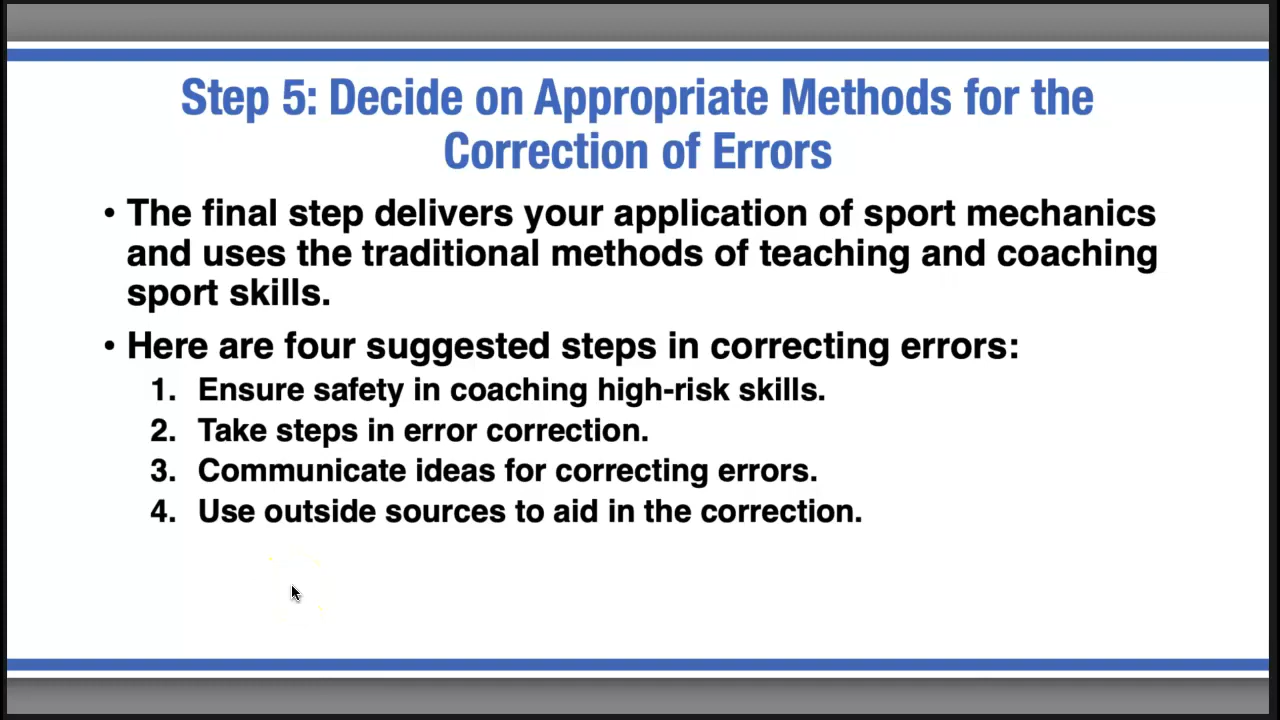 Step 5: Decide on Appropriate Methods for the
Correction of Errors
• The final step delivers your application of sport mechanics
and uses the traditional methods of teaching and coaching
sport skills.
• Here are four suggested steps in correcting errors:
1. Ensure safety in coaching high-risk skills.
2. Take steps in error correction.
3. Communicate ideas for correcting errors.
4. Use outside sources to aid in the correction.